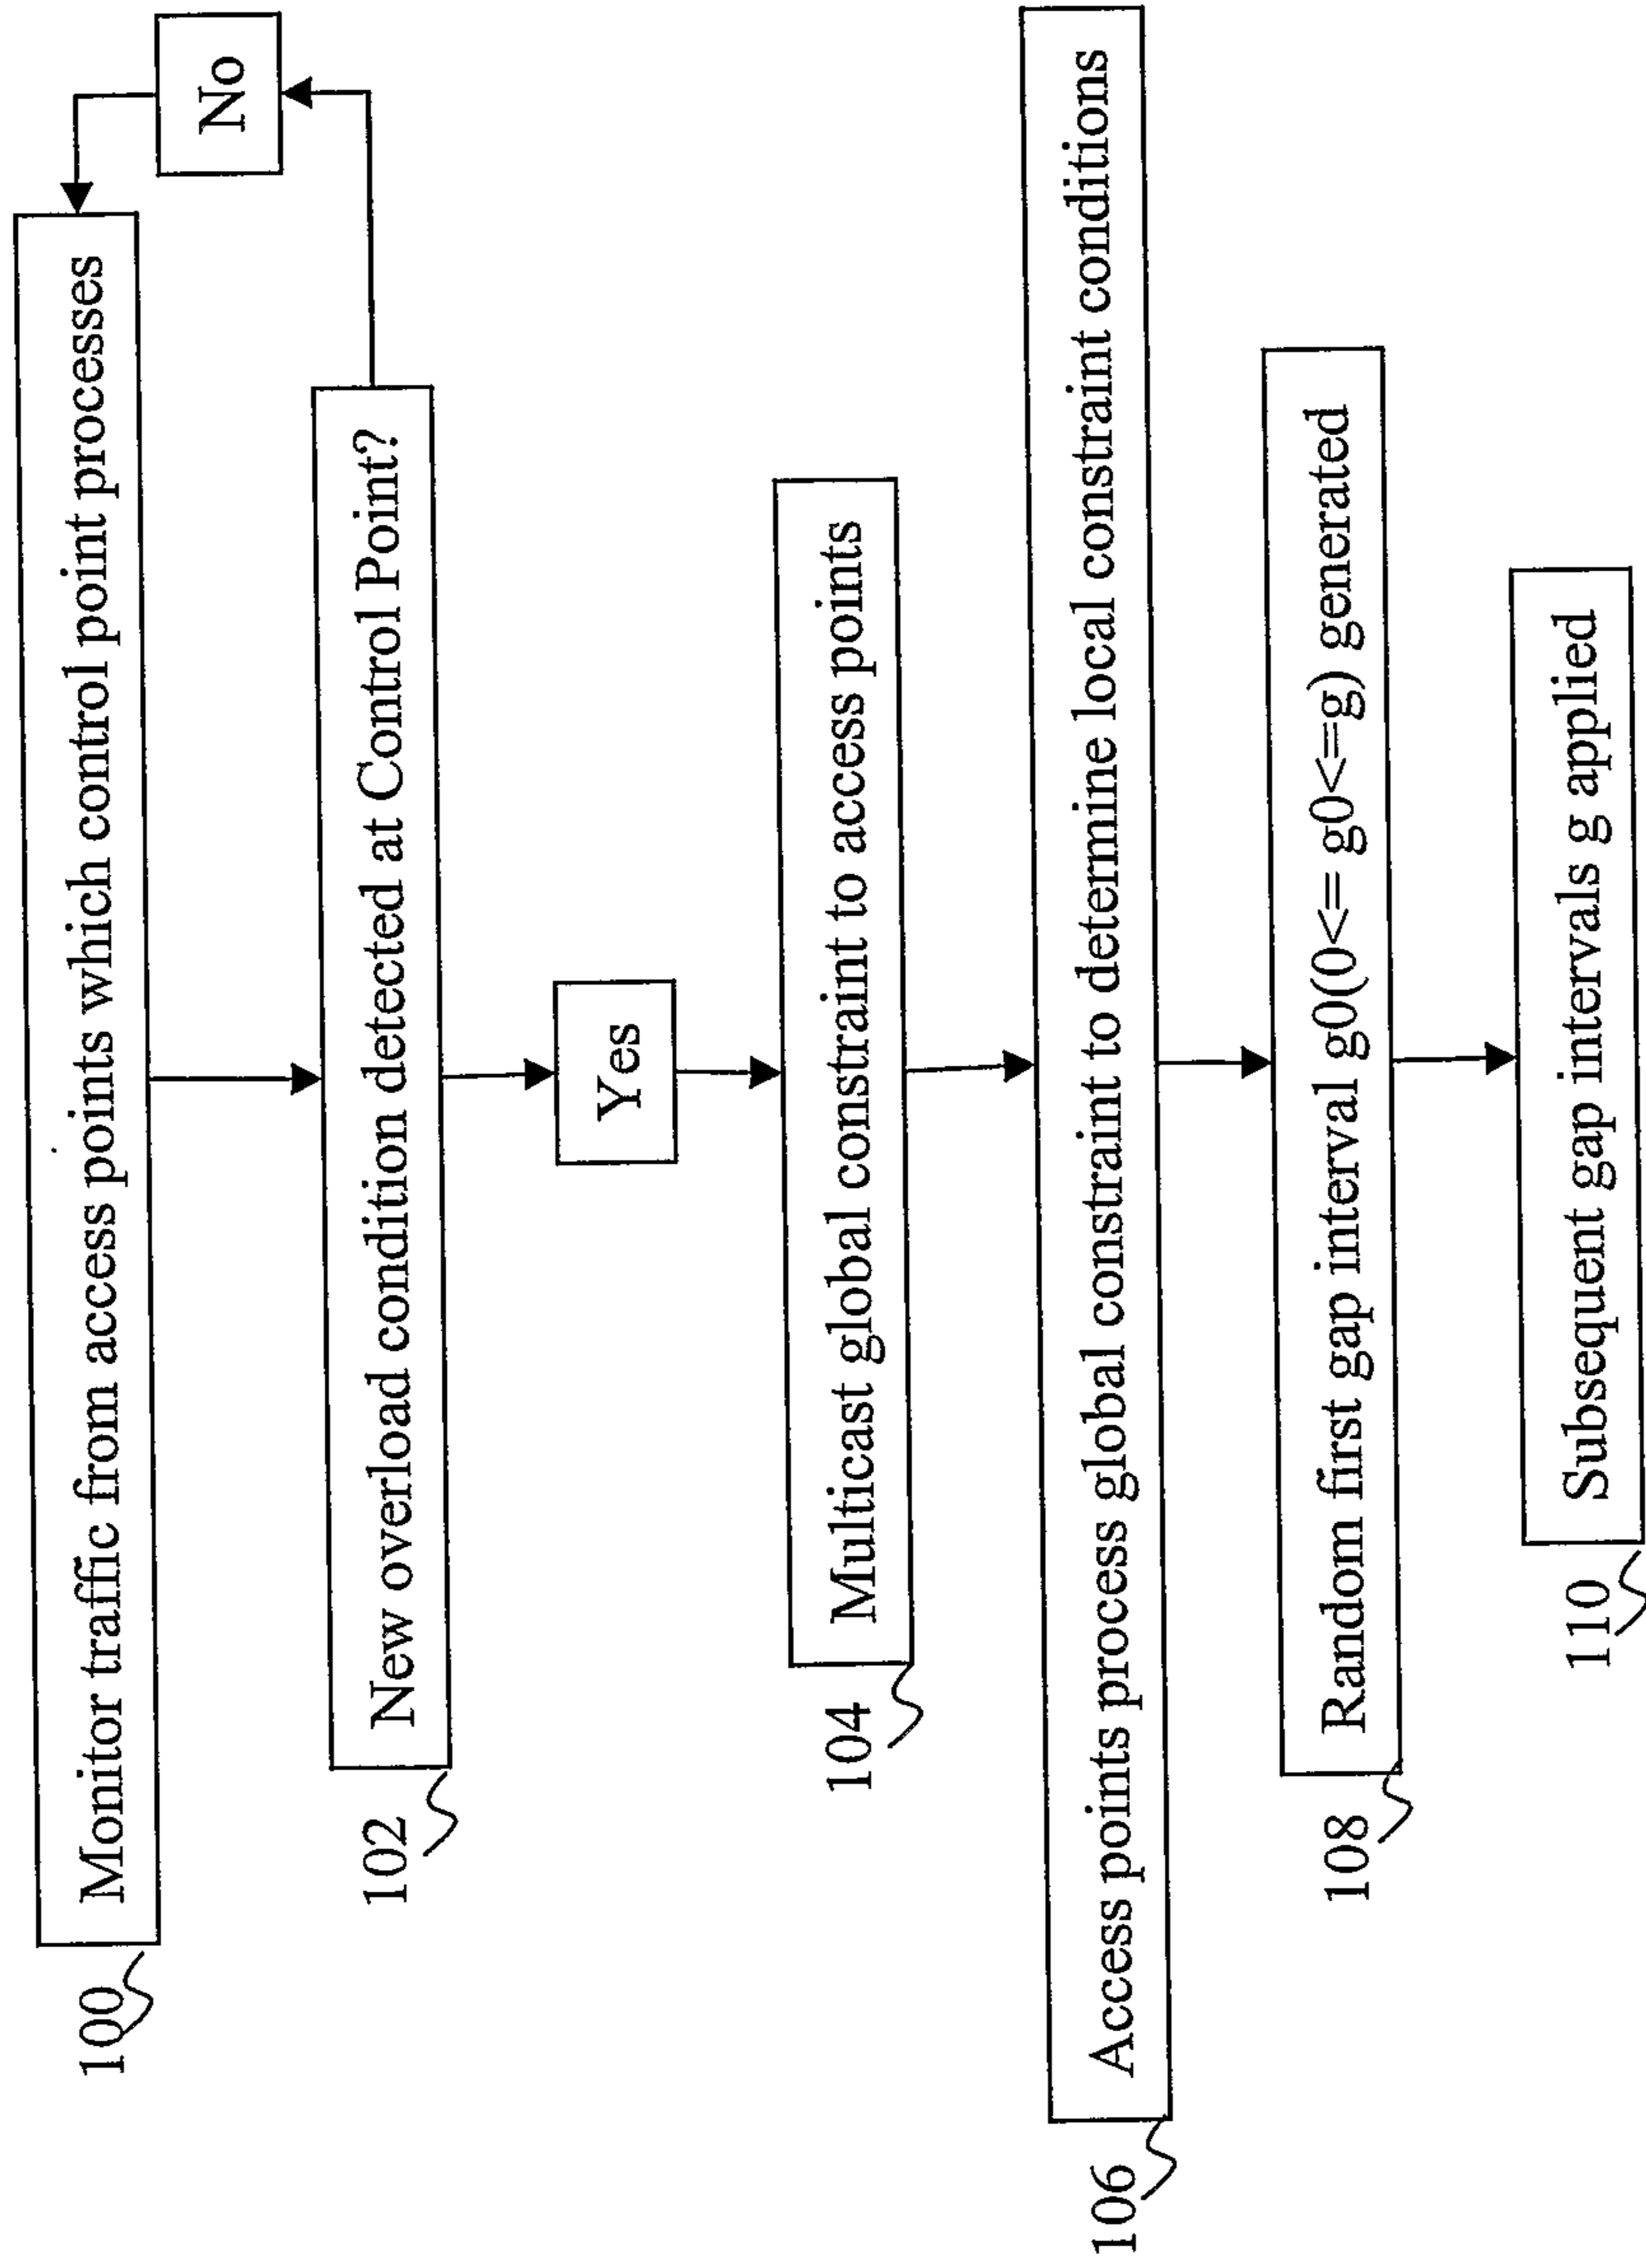 100
Monitor traffic from access points which control point processes
No
102
New overload condition detected at Control Point?
Yes
104
Multicast global constraint to access points
106
Access points process global constraint to determine local constraint conditions
108
Random first gap interval g0(0<= g0<=g) generated
110
Subsequent gap intervals g applied